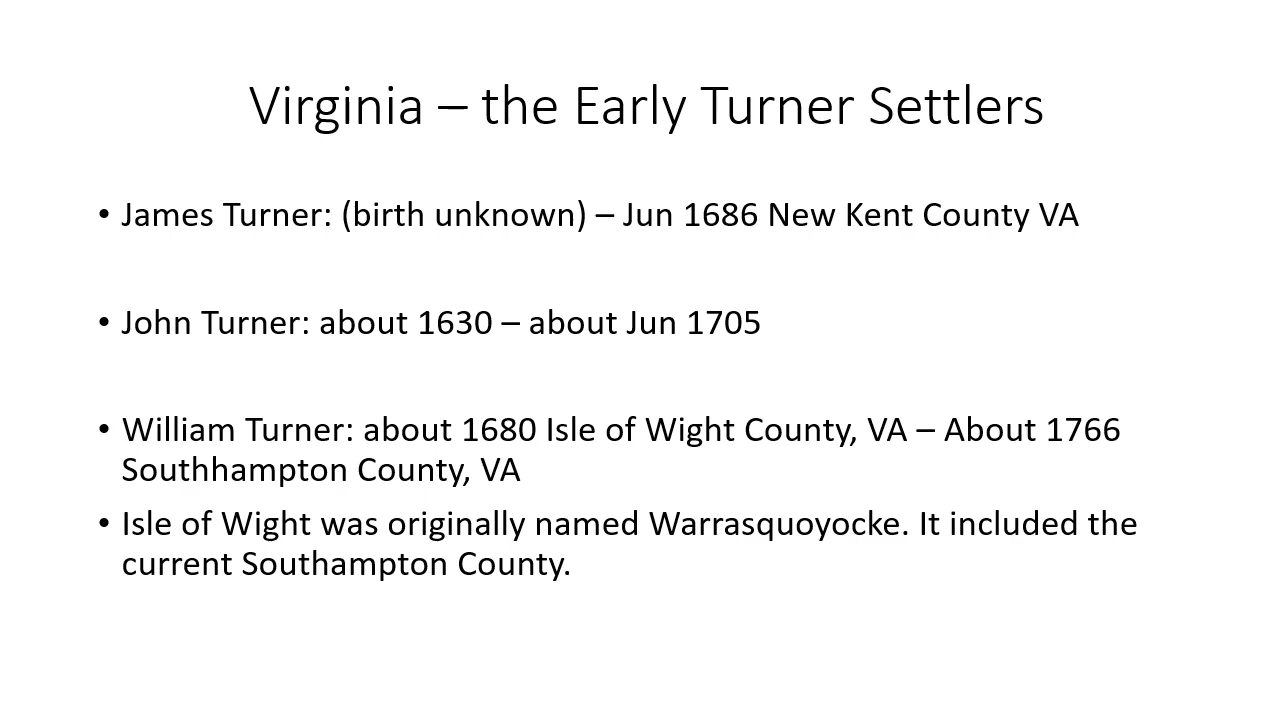 Virginia – the Early Turner Settlers
• James Turner: (birth unknown) – Jun 1686 New Kent County VA
• John Turner: about 1630 – about Jun 1705
• William Turner: about 1680 Isle of Wight County, VA – About 1766
Southhampton County, VA
• Isle of Wight was originally named Warrasquoyocke. It included the
current Southampton County.